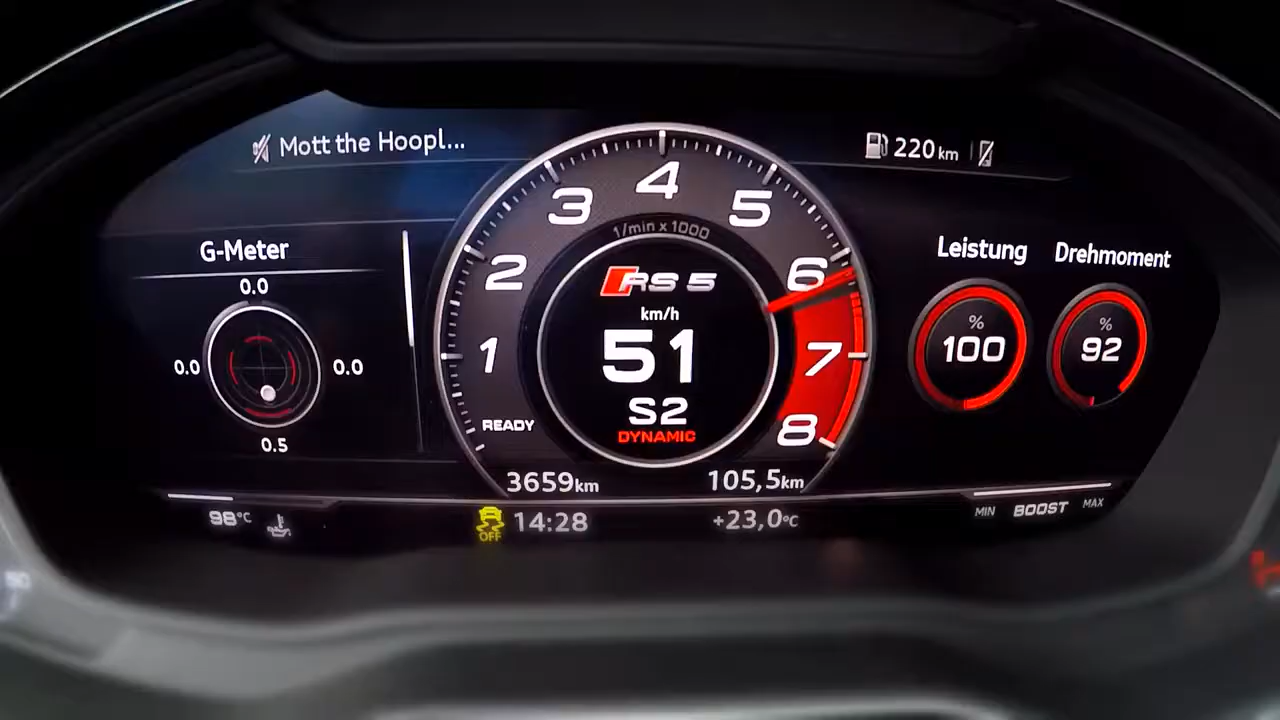 Mott the Hoopl...
220 km
G-Meter
0.0
0.0
0.0
0.5
1
2
3
4
5
6
7
8
1/min x 1000
RS 5
km/h
51
S2
DYNAMIC
READY
3659km
105,5km
Leistung
%
100
Drehmoment
%
92
98°C
OFF
14:28
+23,0°C
MIN
BOOST
MAX